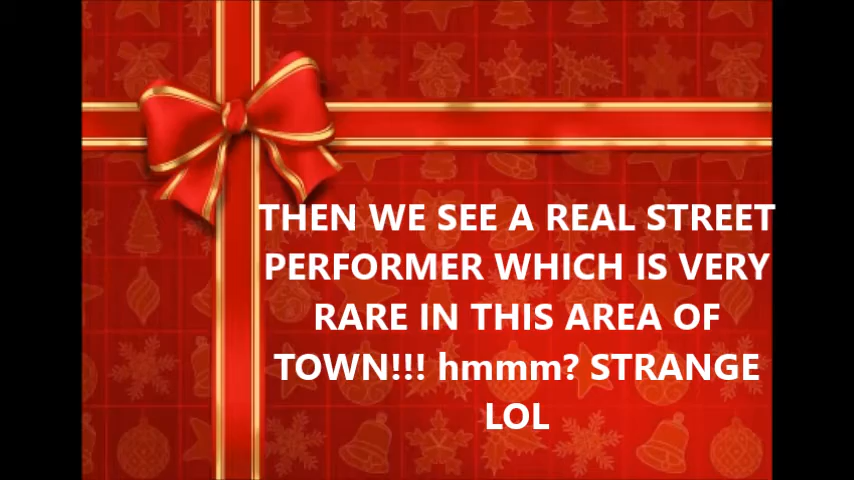 THEN WE SEE A REAL STREET
PERFORMER WHICH IS VERY
RARE IN THIS AREA OF
TOWN!!! hmmm? STRANGE
LOL